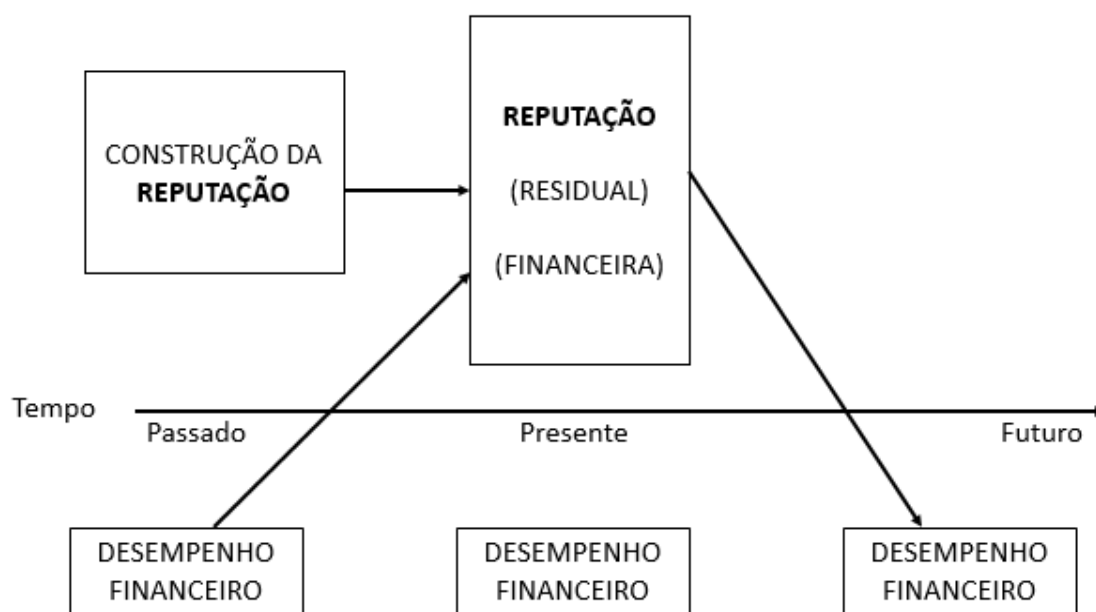 CONSTRUÇÃO DA
REPUTAÇÃO
REPUTAÇÃO
(RESIDUAL)
(FINANCEIRA)
Tempo
Passado
Presente
Futuro
DESEMPENHO
FINANCEIRO
DESEMPENHO
FINANCEIRO
DESEMPENHO
FINANCEIRO